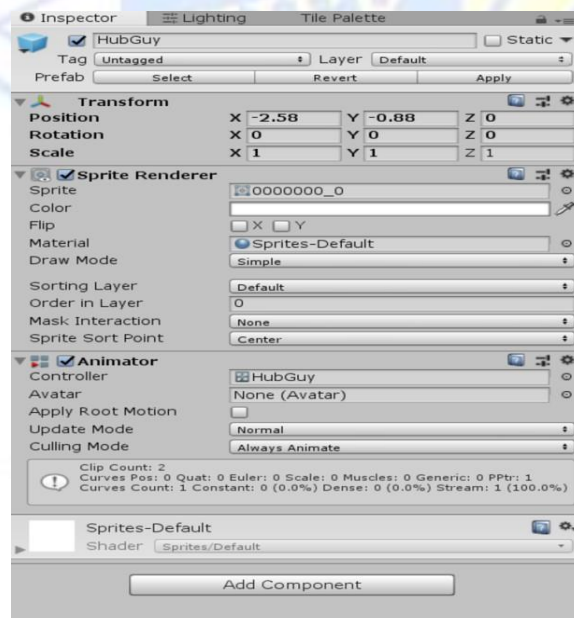 Inspector Lighting Tile Palette
HubGuy Static
Tag Untagged Layer Default
Prefab Select Revert Apply
Transform
Position X -2.58 Y -0.88 Z 0
Rotation X 0 Y 0 Z 0
Scale X 1 Y 1 Z 1
Sprite Renderer
Sprite 0000000_0
Color
Flip X Y
Material Sprites-Default
Draw Mode Simple
Sorting Layer Default
Order in Layer 0
Mask Interaction None
Sprite Sort Point Center
Animator
Controller HubGuy
Avatar None (Avatar)
Apply Root Motion
Update Mode Normal
Culling Mode Always Animate
Clip Count: 2
Curves Pos: 0 Quat: 0 Euler: 0 Scale: 0 Muscles: 0 Generic: 0 PPtr: 1
Curves Count: 1 Constant: 0 (0.0%) Dense: 0 (0.0%) Stream: 1 (100.0%)
Sprites-Default
Shader Sprites/Default
Add Component